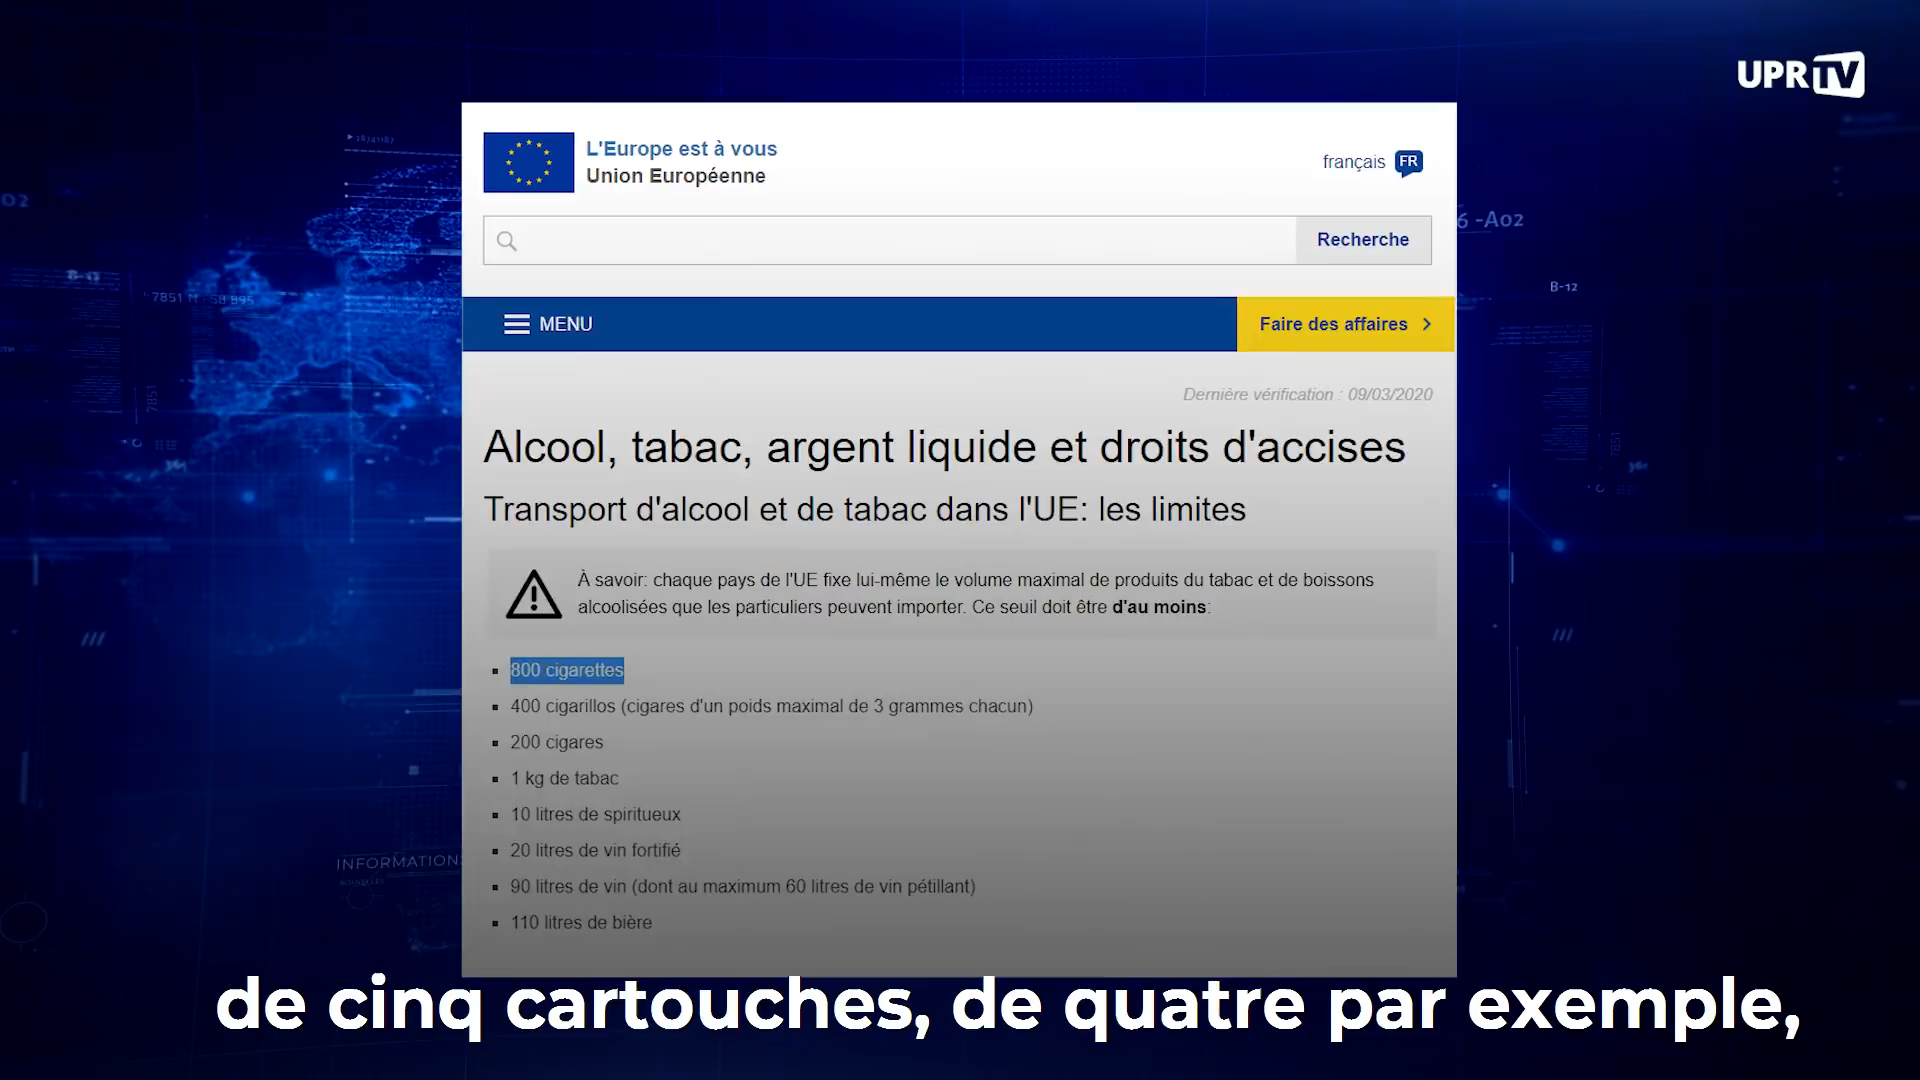 UPR TV
L'Europe est à vous
Union Européenne
français FR
Recherche
MENU
Faire des affaires
Dernière vérification : 09/03/2020
Alcool, tabac, argent liquide et droits d'accises
Transport d'alcool et de tabac dans l'UE: les limites
À savoir: chaque pays de l'UE fixe lui-même le volume maximal de produits du tabac et de boissons
alcoolisées que les particuliers peuvent importer. Ce seuil doit être d'au moins:
800 cigarettes
400 cigarillos (cigares d'un poids maximal de 3 grammes chacun)
200 cigares
1 kg de tabac
10 litres de spiritueux
20 litres de vin fortifié
90 litres de vin (dont au maximum 60 litres de vin pétillant)
110 litres de bière
de cinq cartouches, de quatre par exemple,
6 -A02
B-12
7851
INFORMATION